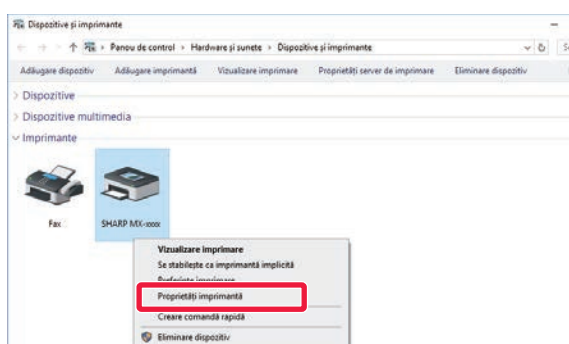 Dispozitive și imprimante
Panou de control › Hardware și sunete › Dispozitive și imprimante
Adăugare dispozitiv Adăugare imprimantă Vizualizare imprimare Proprietăți server de imprimare Eliminare dispozitiv
Dispozitive
Dispozitive multimedia
Imprimante
Fax SHARP MX-xxxx
Vizualizare imprimare
Se stabilește ca imprimantă implicită
Preferințe imprimare
Proprietăți imprimantă
Creare comandă rapidă
Eliminare dispozitiv